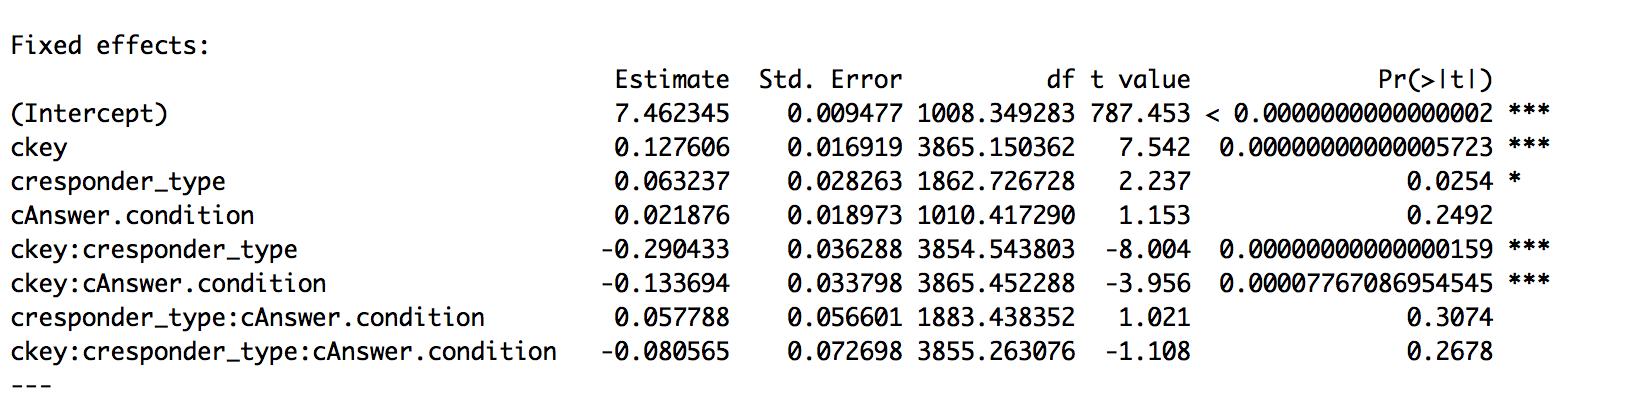 Fixed effects:
Estimate Std. Error df t value Pr(>|t|)
(Intercept) 7.462345 0.009477 1008.349283 787.453 < 0.0000000000000002 ***
ckey 0.127606 0.016919 3865.150362 7.542 0.00000000000005723 ***
cresponder_type 0.063237 0.028263 1862.726728 2.237 0.0254 *
cAnswer.condition 0.021876 0.018973 1010.417290 1.153 0.2492
ckey:cresponder_type -0.290433 0.036288 3854.543803 -8.004 0.00000000000000159 ***
ckey:cAnswer.condition -0.133694 0.033798 3865.452288 -3.956 0.00007767086954545 ***
cresponder_type:cAnswer.condition 0.057788 0.056601 1883.438352 1.021 0.3074
ckey:cresponder_type:cAnswer.condition -0.080565 0.072698 3855.263076 -1.108 0.2678
---